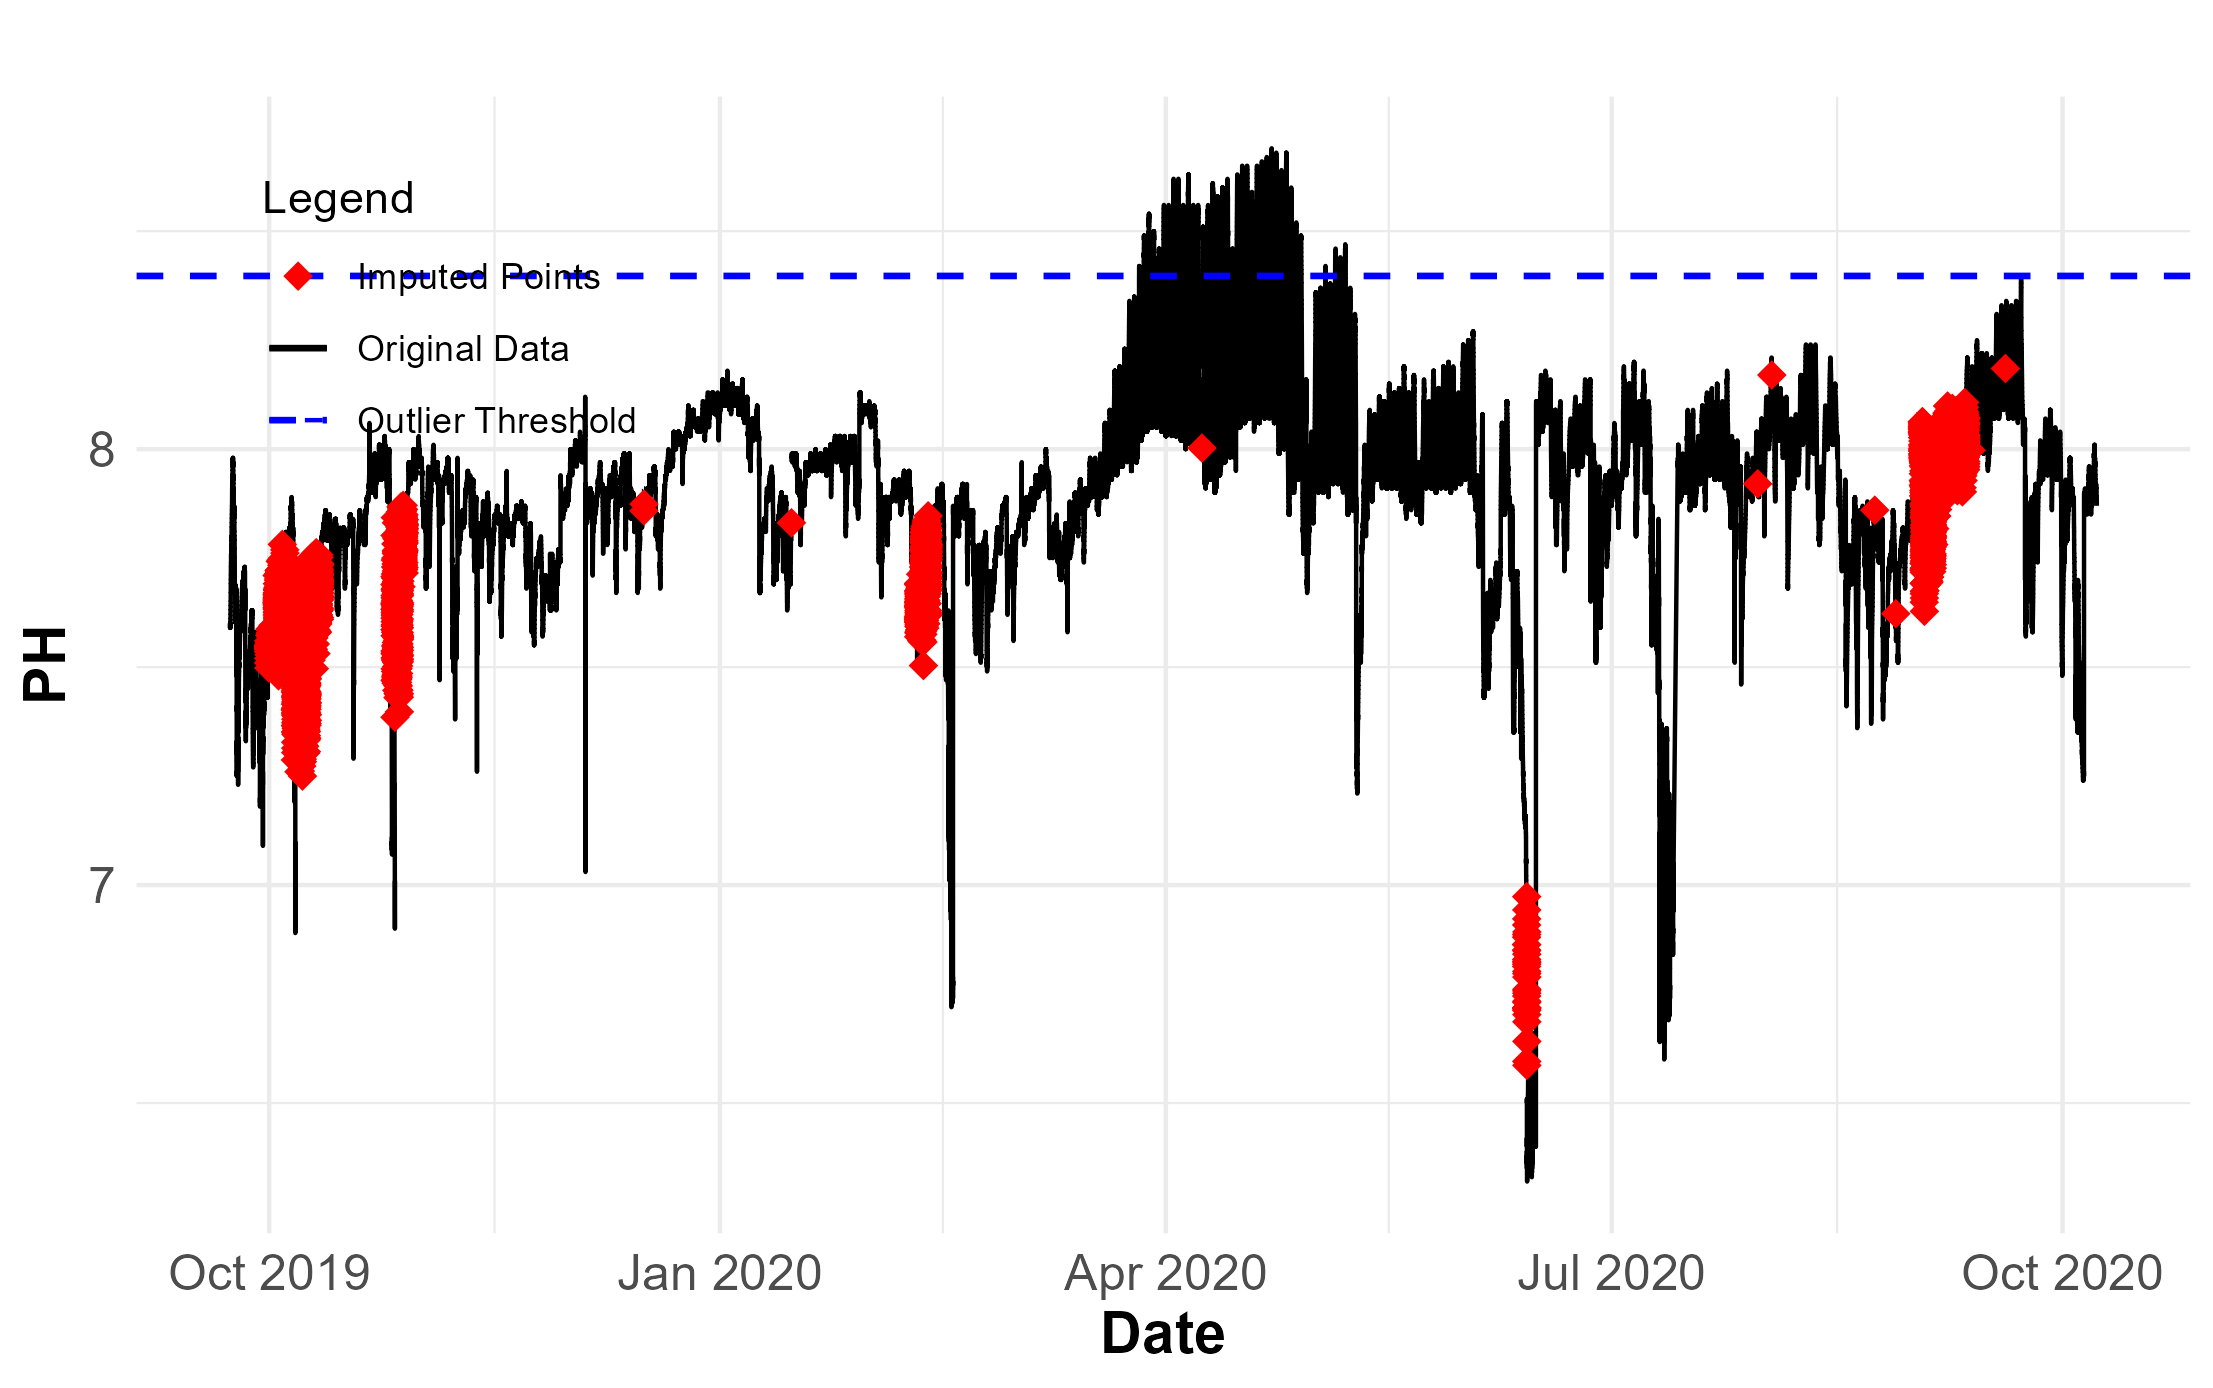 Legend
Imputed Points
Original Data
Outlier Threshold
8
7
PH
Oct 2019
Jan 2020
Apr 2020
Jul 2020
Oct 2020
Date